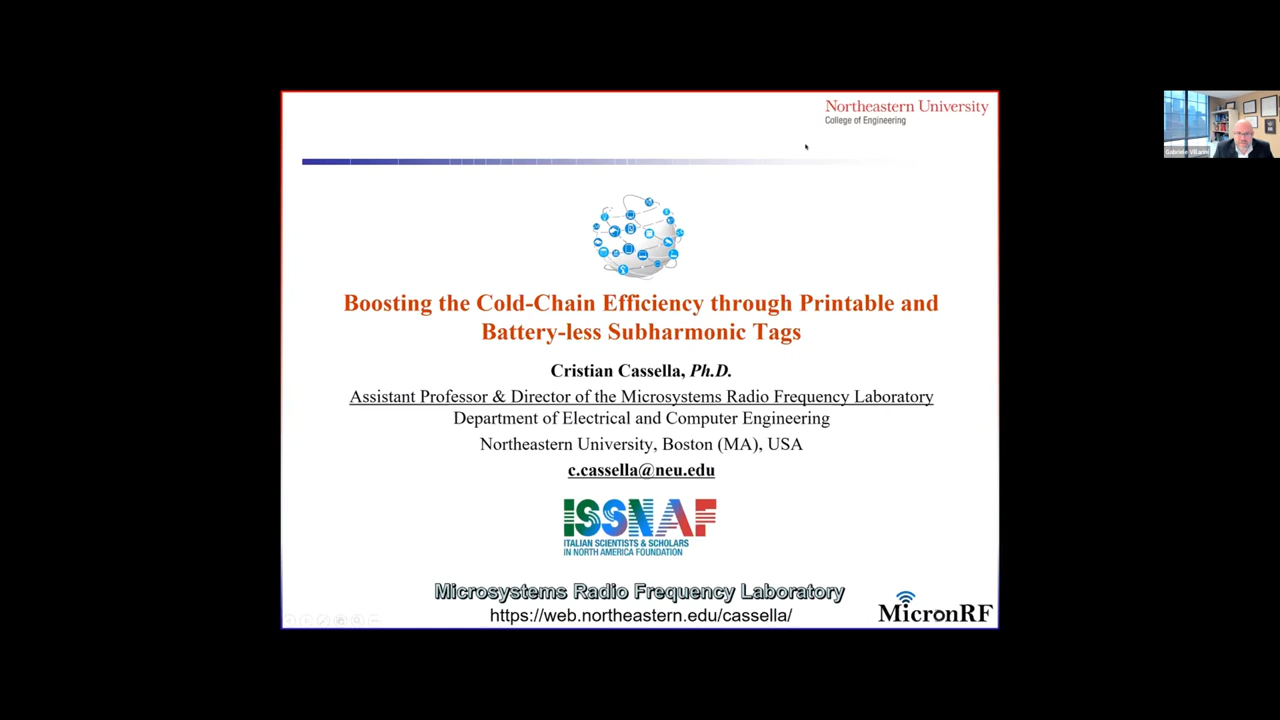 Northeastern University
College of Engineering
Boosting the Cold-Chain Efficiency through Printable and
Battery-less Subharmonic Tags
Cristian Cassella, Ph.D.
Assistant Professor & Director of the Microsystems Radio Frequency Laboratory
Department of Electrical and Computer Engineering
Northeastern University, Boston (MA), USA
c.cassella@neu.edu
ISSNAF
ITALIAN SCIENTISTS & SCHOLARS
IN NORTH AMERICA FOUNDATION
Microsystems Radio Frequency Laboratory
https://web.northeastern.edu/cassella/
MicronRF